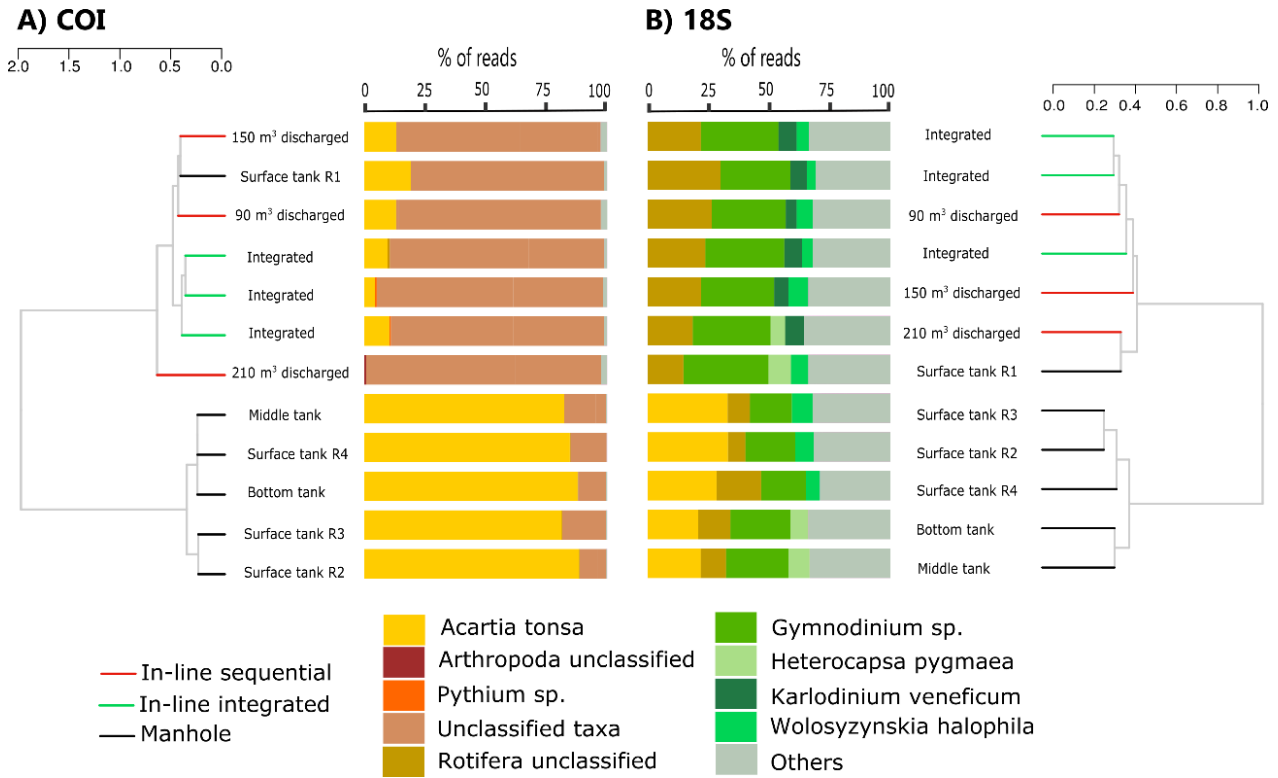 A) COI
B) 18S
% of reads
% of reads
2.0 1.5 1.0 0.5 0.0
0 25 50 75 100
0 25 50 75 100
0.0 0.2 0.4 0.6 0.8 1.0
150 m³ discharged
Surface tank R1
90 m³ discharged
Integrated
Integrated
Integrated
210 m³ discharged
Middle tank
Surface tank R4
Bottom tank
Surface tank R3
Surface tank R2
Integrated
Integrated
90 m³ discharged
Integrated
150 m³ discharged
210 m³ discharged
Surface tank R1
Surface tank R3
Surface tank R2
Surface tank R4
Bottom tank
Middle tank
In-line sequential
In-line integrated
Manhole
Acartia tonsa
Arthropoda unclassified
Pythium sp.
Unclassified taxa
Rotifera unclassified
Gymnodinium sp.
Heterocapsa pygmaea
Karlodinium veneficum
Wolosyzynskia halophila
Others